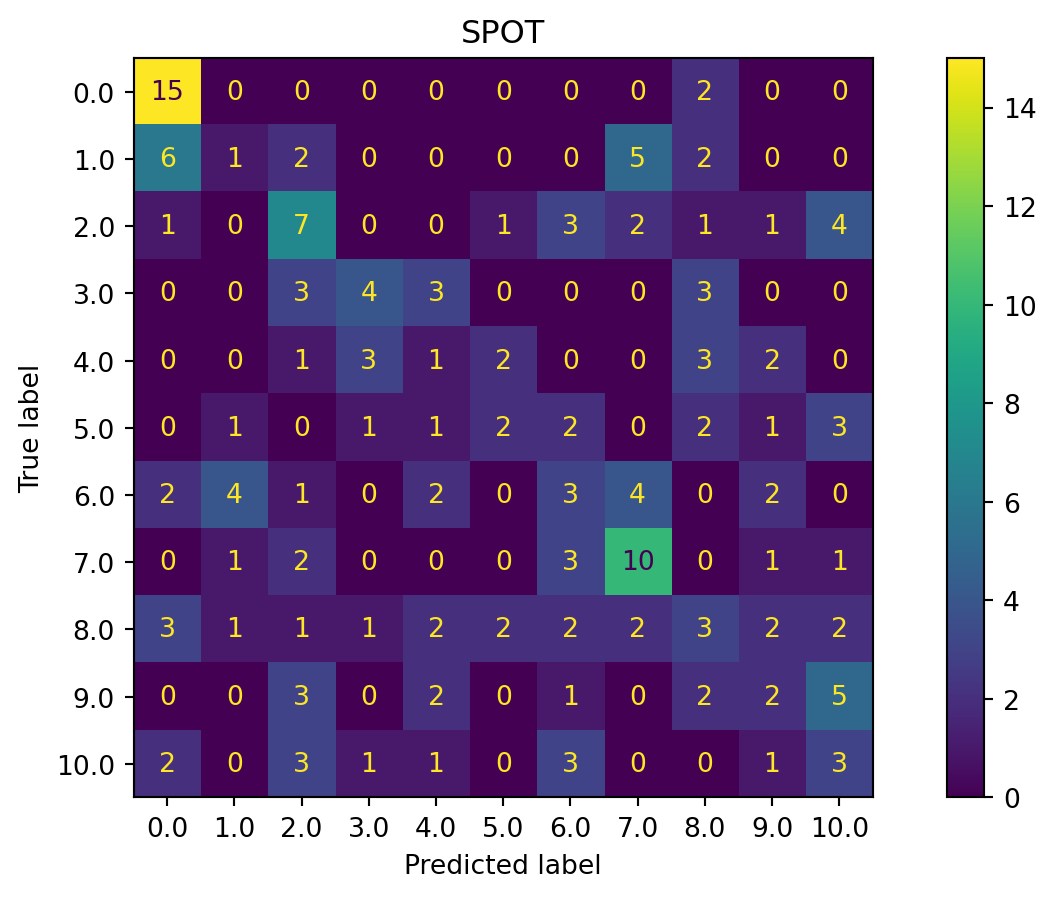 SPOT
0.0 15 0 0 0 0 0 0 0 2 0 0
1.0 6 1 2 0 0 0 0 5 2 0 0
2.0 1 0 7 0 0 1 3 2 1 1 4
3.0 0 0 3 4 3 0 0 0 3 0 0
4.0 0 0 1 3 1 2 0 0 3 2 0
5.0 0 1 0 1 1 2 2 0 2 1 3
6.0 2 4 1 0 2 0 3 4 0 2 0
7.0 0 1 2 0 0 0 3 10 0 1 1
8.0 3 1 1 1 2 2 2 2 3 2 2
9.0 0 0 3 0 2 0 1 0 2 2 5
10.0 2 0 3 1 1 0 3 0 0 1 3
0.0 1.0 2.0 3.0 4.0 5.0 6.0 7.0 8.0 9.0 10.0
Predicted label
True label
14
12
10
8
6
4
2
0